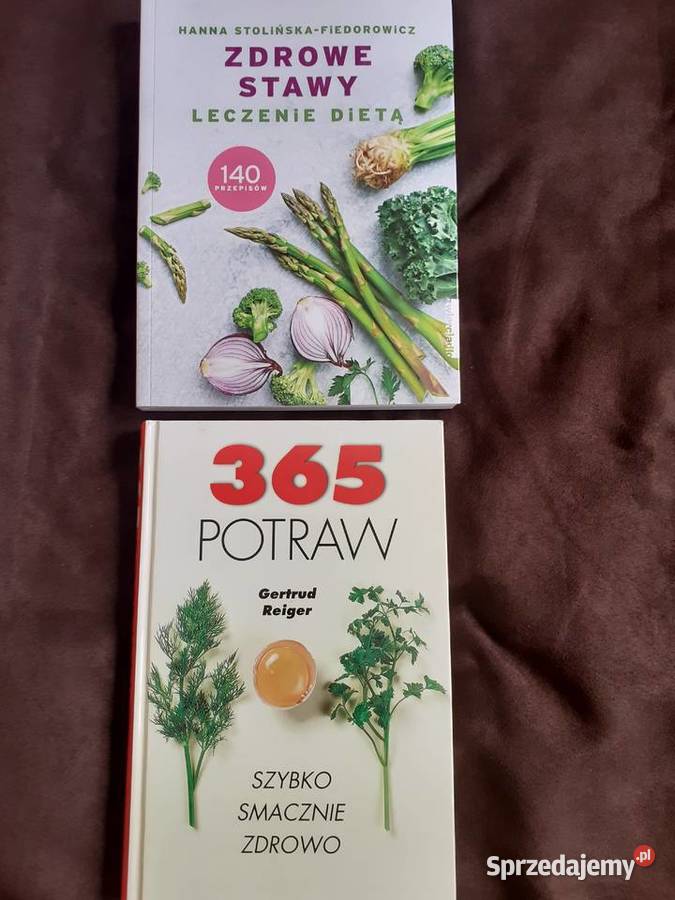 HANNA STOLIŃSKA-FiEDOROWiCZ
ZDROWE
STAWY
LECZENiE DiETĄ
140
PRZEPISÓW
365
POTRAW
Gertrud
Reiger
SZYBKO
SMACZNIE
ZDROWO
Sprzedajemy.pl